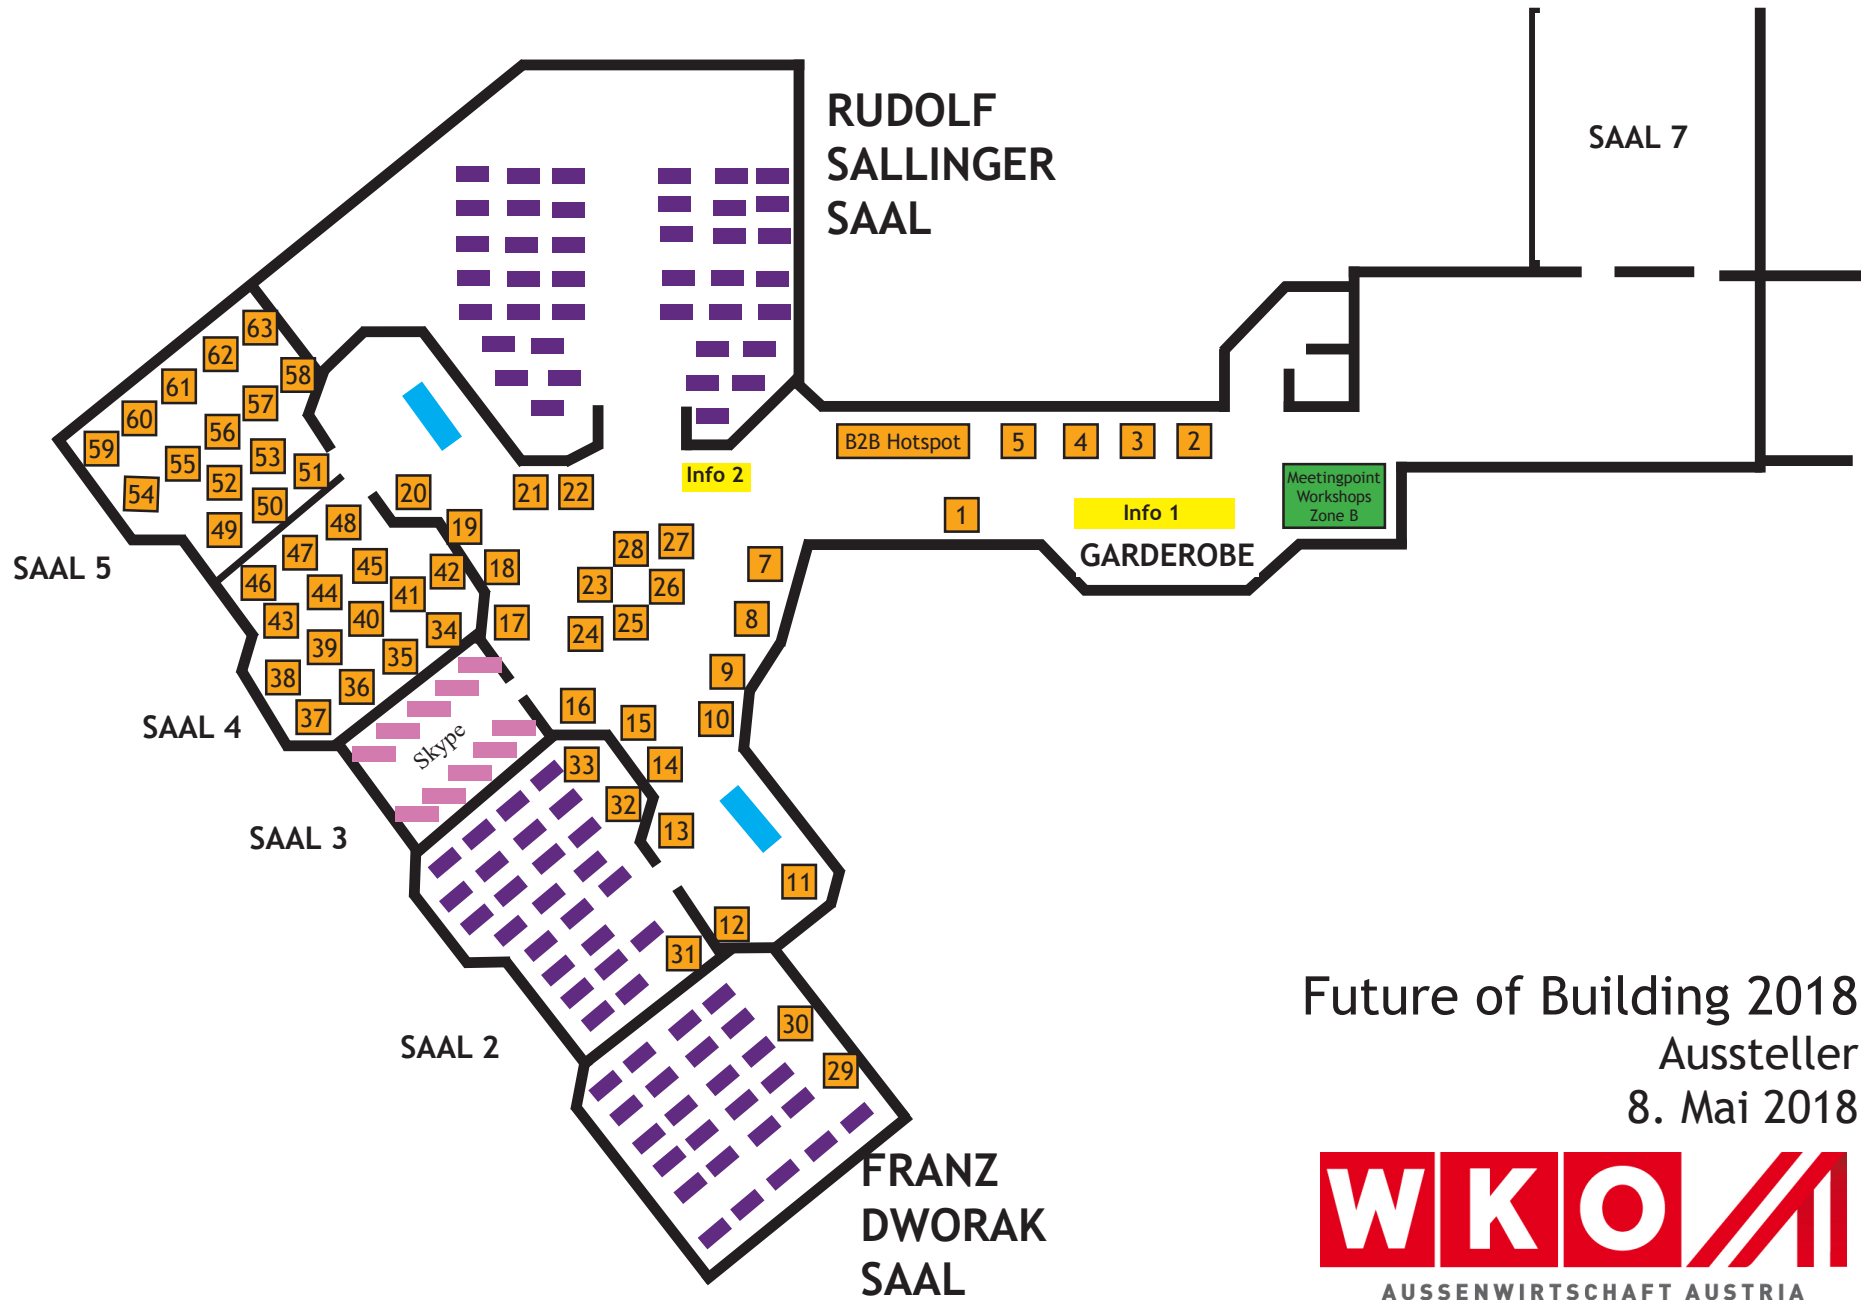 RUDOLF
SALLINGER
SAAL
SAAL 7
63
62
58
61
57
60
56
59
55
53
51
52
54
50
49
B2B Hotspot
5
4
3
2
Info 2
Meetingpoint
Workshops
Zone B
20
21
22
1
Info 1
GARDEROBE
SAAL 5
48
19
47
45
42
18
46
44
41
43
40
34
17
39
35
38
36
37
28
27
23
26
24
25
7
8
9
10
SAAL 4
Skype
16
15
33
14
32
13
SAAL 3
11
12
31
SAAL 2
30
29
FRANZ
DWORAK
SAAL
Future of Building 2018
Aussteller
8. Mai 2018
WKO
AUSSENWIRTSCHAFT AUSTRIA